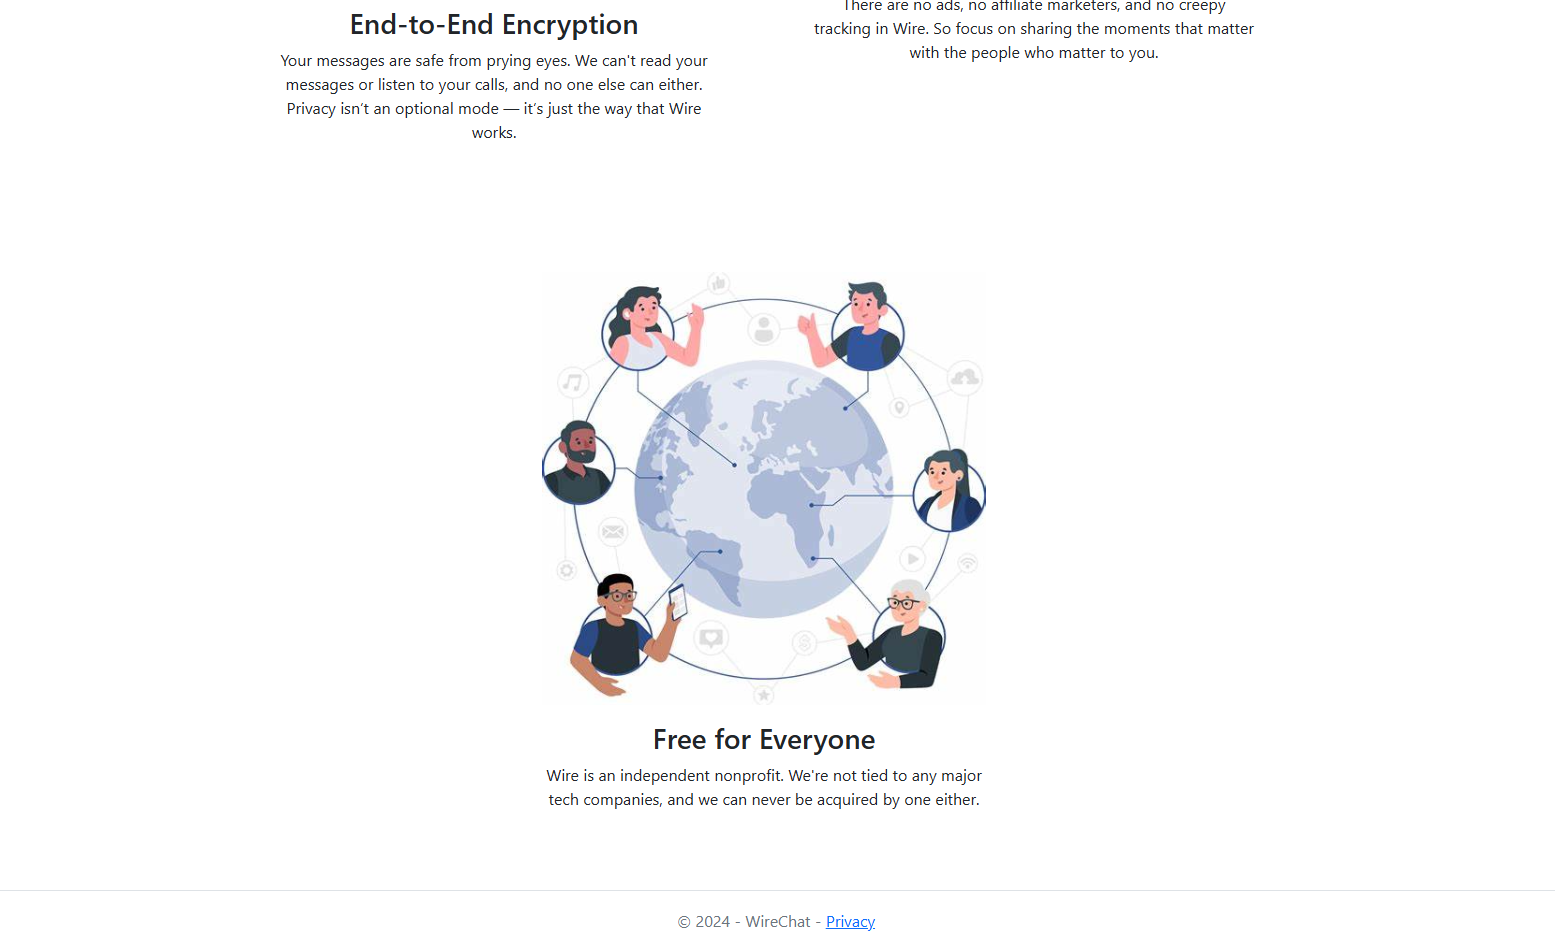 End-to-End Encryption
Your messages are safe from prying eyes. We can't read your
messages or listen to your calls, and no one else can either.
Privacy isn’t an optional mode — it’s just the way that Wire
works.
There are no ads, no affiliate marketers, and no creepy
tracking in Wire. So focus on sharing the moments that matter
with the people who matter to you.
Free for Everyone
Wire is an independent nonprofit. We're not tied to any major
tech companies, and we can never be acquired by one either.
© 2024 - WireChat - Privacy